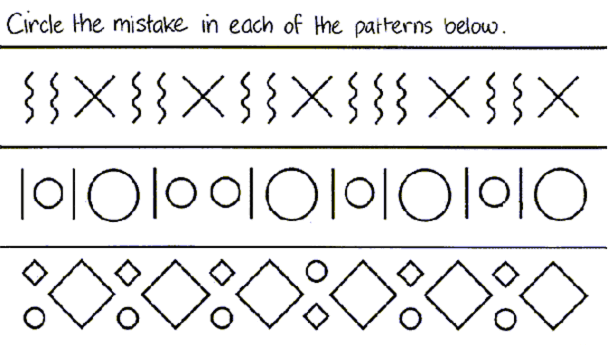 Circle the mistake in each of the patterns below.